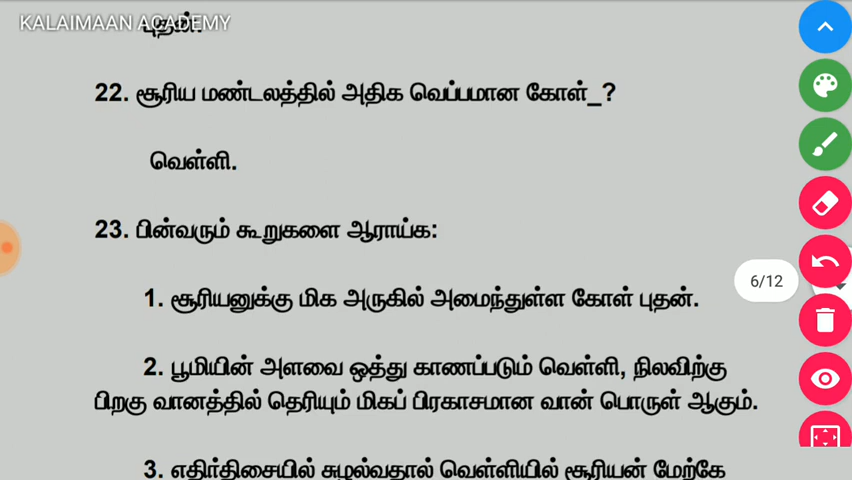 KALAIMAAN ACADEMY
புதன்.
22. சூரிய மண்டலத்தில் அதிக வெப்பமான கோள்_?
வெள்ளி.
23. பின்வரும் கூறுகளை ஆராய்க:
1. சூரியனுக்கு மிக அருகில் அமைந்துள்ள கோள் புதன்.
6/12
2. பூமியின் அளவை ஒத்து காணப்படும் வெள்ளி, நிலவிற்கு
பிறகு வானத்தில் தெரியும் மிகப் பிரகாசமான வான் பொருள் ஆகும்.
3. எதிர்திசையில் சுழல்வதால் வெள்ளியில் சூரியன் மேற்கே